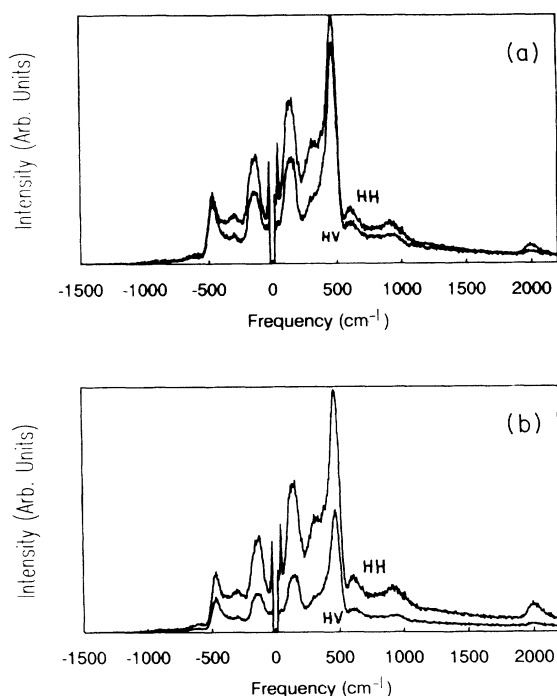 (a)
Intensity (Arb. Units)
HH
HV
-1500 -1000 -500 0 500 1000 1500 2000
Frequency (cm⁻¹)
(b)
Intensity (Arb. Units)
HH
HV
-1500 -1000 -500 0 500 1000 1500 2000
Frequency (cm⁻¹)